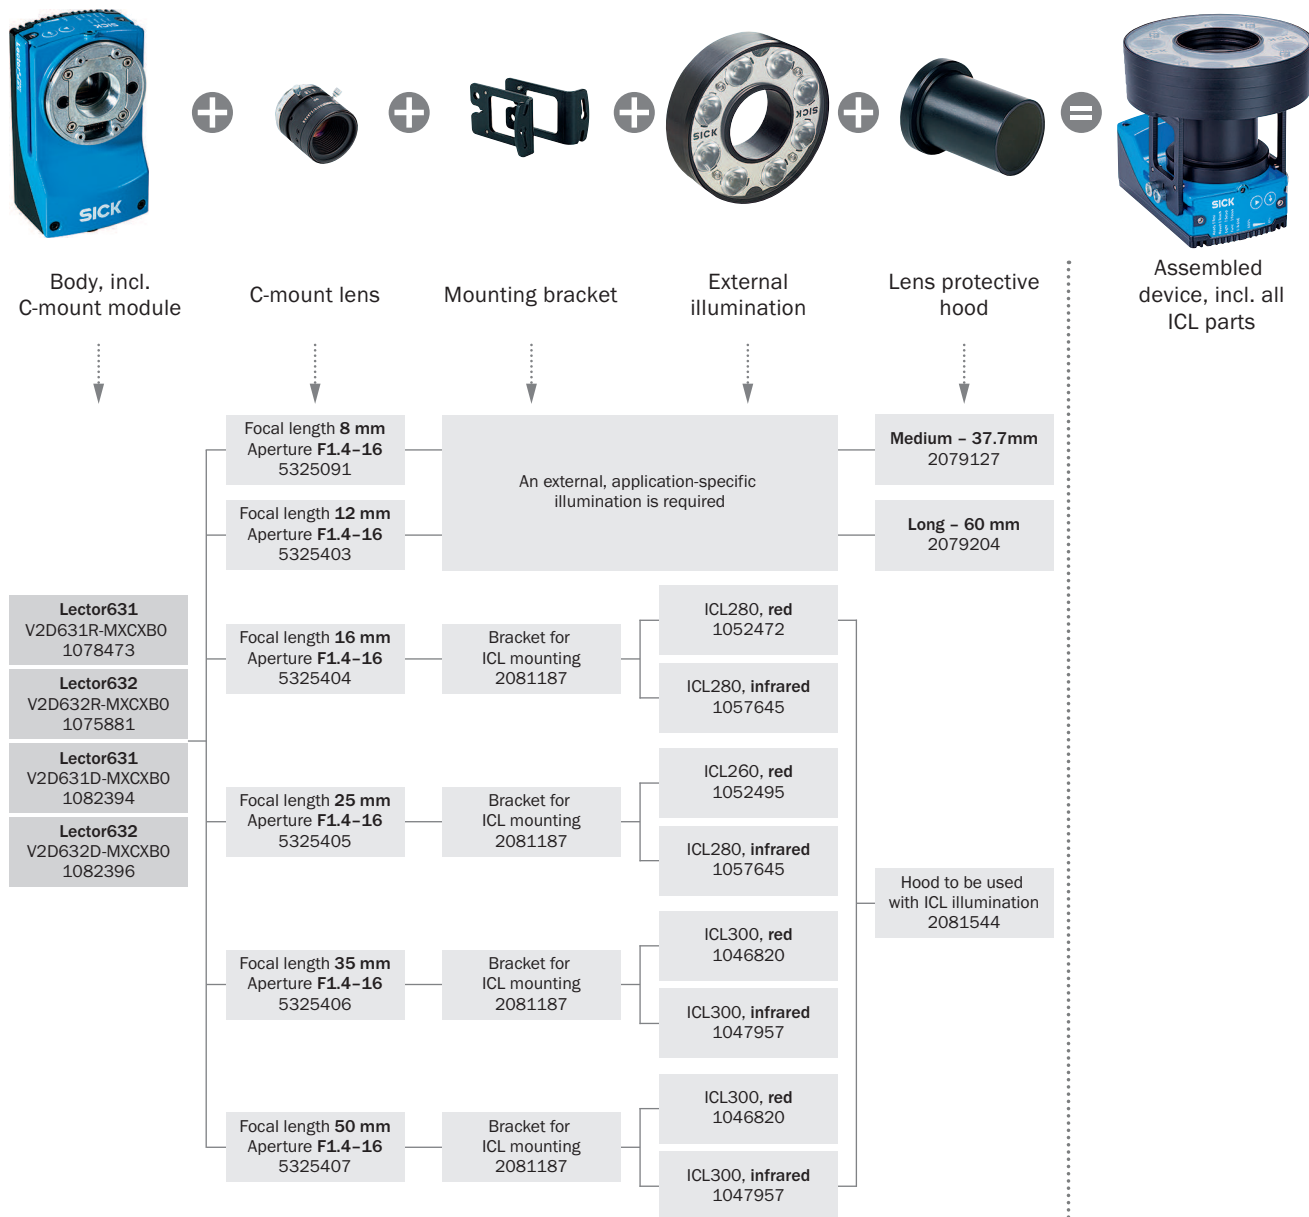 SICK
SICK
SICK
SICK
Body, incl.
C-mount module
C-mount lens
Mounting bracket
External
illumination
Lens protective
hood
Assembled
device, incl. all
ICL parts
Focal length 8 mm
Aperture F1.4–16
5325091
An external, application-specific
illumination is required
Medium – 37.7mm
2079127
Focal length 12 mm
Aperture F1.4–16
5325403
Long – 60 mm
2079204
Lector631
V2D631R-MXCXB0
1078473
Lector632
V2D632R-MXCXB0
1075881
Lector631
V2D631D-MXCXB0
1082394
Lector632
V2D632D-MXCXB0
1082396
Focal length 16 mm
Aperture F1.4–16
5325404
Bracket for
ICL mounting
2081187
ICL280, red
1052472
ICL280, infrared
1057645
Focal length 25 mm
Aperture F1.4–16
5325405
Bracket for
ICL mounting
2081187
ICL260, red
1052495
ICL280, infrared
1057645
Hood to be used
with ICL illumination
2081544
Focal length 35 mm
Aperture F1.4–16
5325406
Bracket for
ICL mounting
2081187
ICL300, red
1046820
ICL300, infrared
1047957
Focal length 50 mm
Aperture F1.4–16
5325407
Bracket for
ICL mounting
2081187
ICL300, red
1046820
ICL300, infrared
1047957